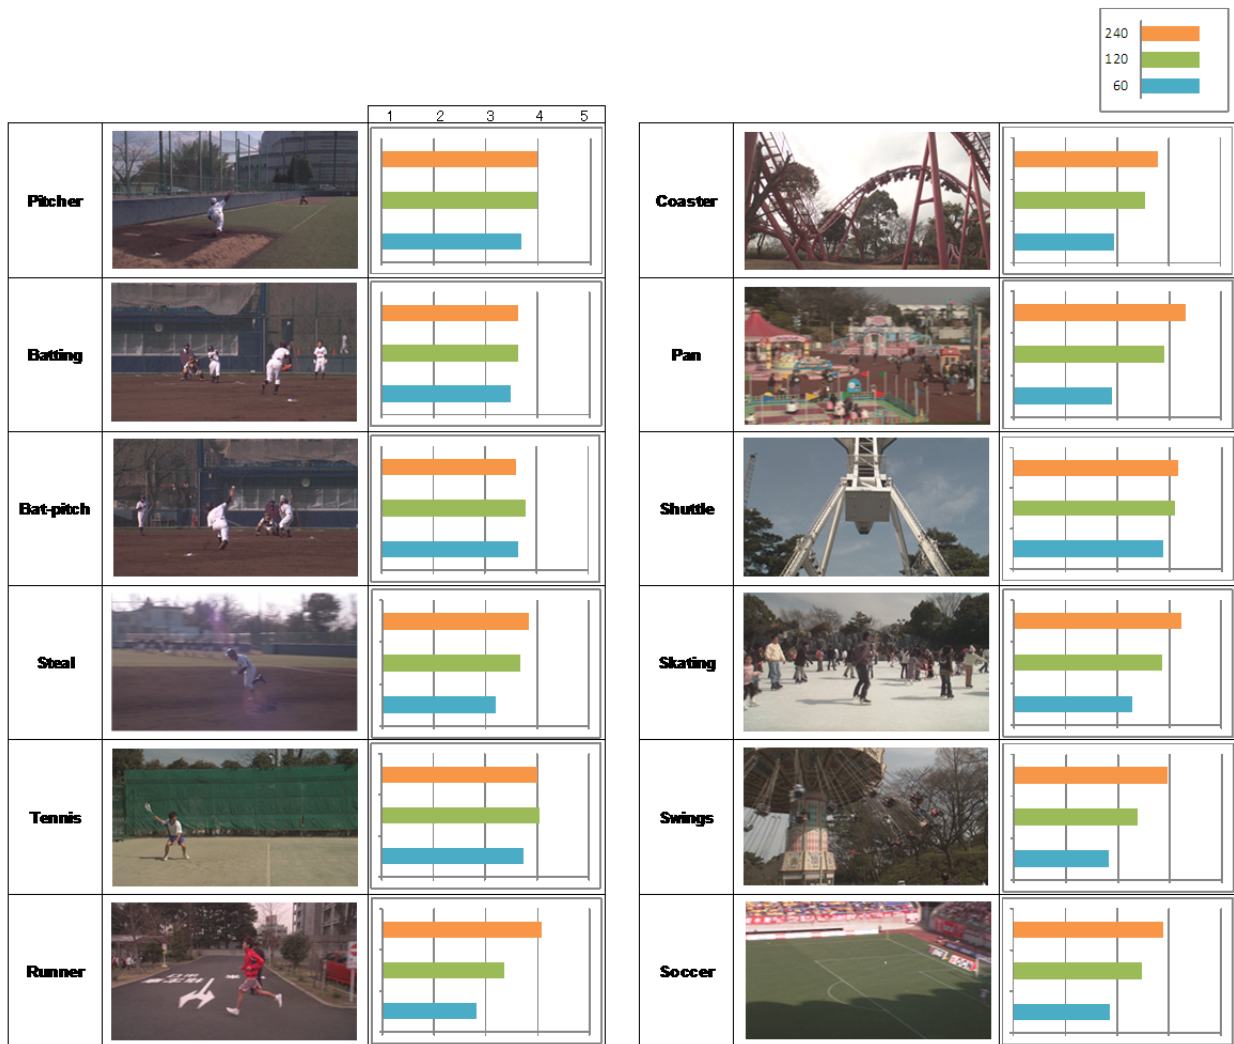 240
120
60
1 2 3 4 5
Pitcher
Coaster
Batting
Pan
Bat-pitch
Shuttle
Steal
Skating
Tennis
Swings
Runner
Soccer